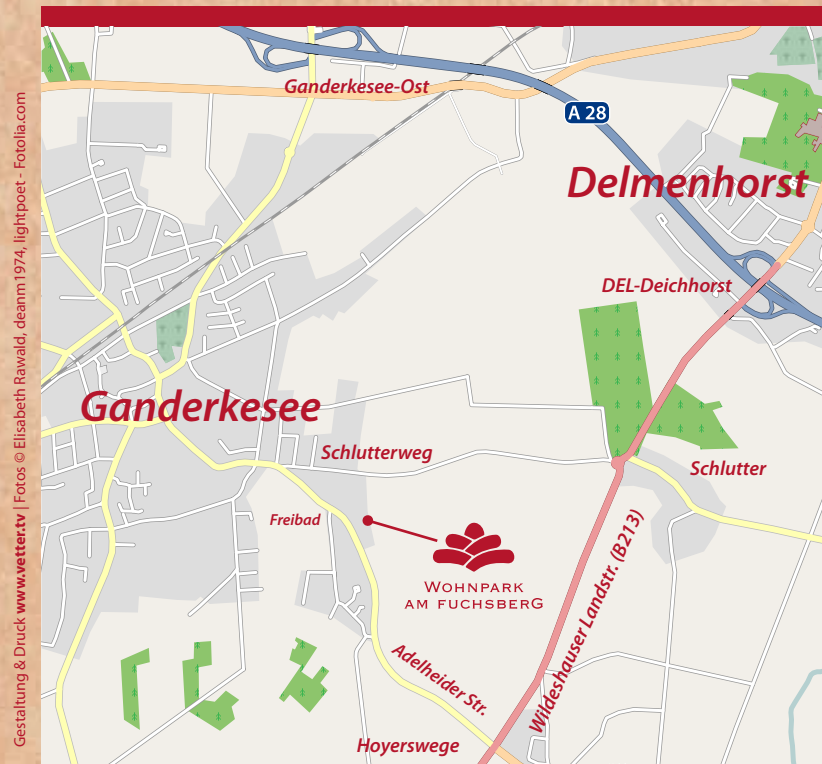 Ganderkesee-Ost
A 28
Delmenhorst
DEL-Deichhorst
Ganderkesee
Schlutterweg
Schlutter
Freibad
WOHNPARK
AM FUCHSBERG
Wildeshauser Landstr. (B213)
Adelheider Str.
Hoyerswege
Gestaltung & Druck www.vetter.tv | Fotos © Elisabeth Rawald, deanm1974, lightpoet - Fotolia.com